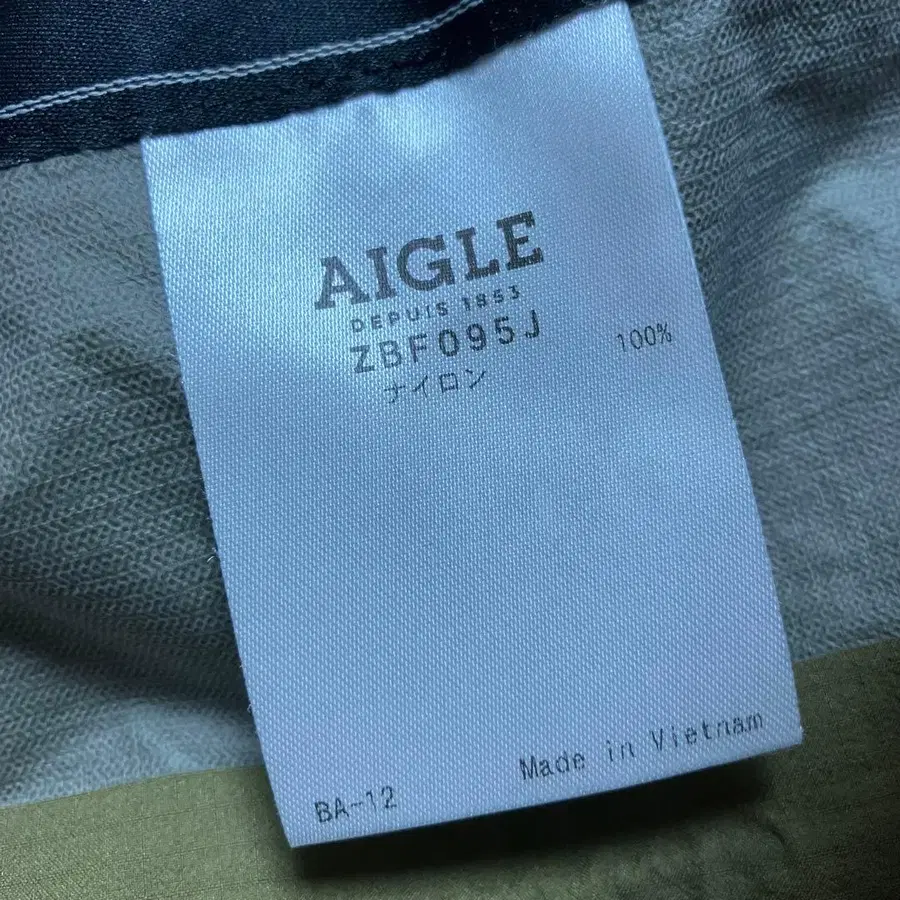 AIGLE
DEPUIS 1853
ZBF095J
ナイロン 100%
BA-12 Made in Vietnam